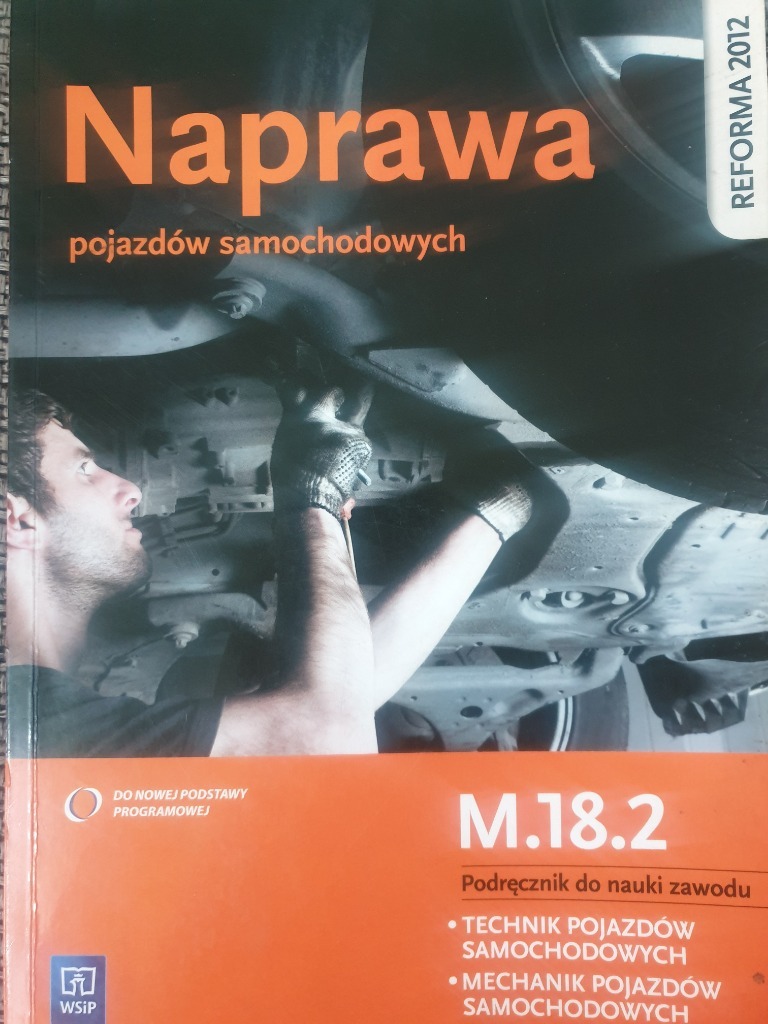 REFORMA 2012
Naprawa
pojazdów samochodowych
DO NOWEJ PODSTAWY
PROGRAMOWEJ
M.18.2
Podręcznik do nauki zawodu
• TECHNIK POJAZDÓW
SAMOCHODOWYCH
• MECHANIK POJAZDÓW
SAMOCHODOWYCH
WSiP